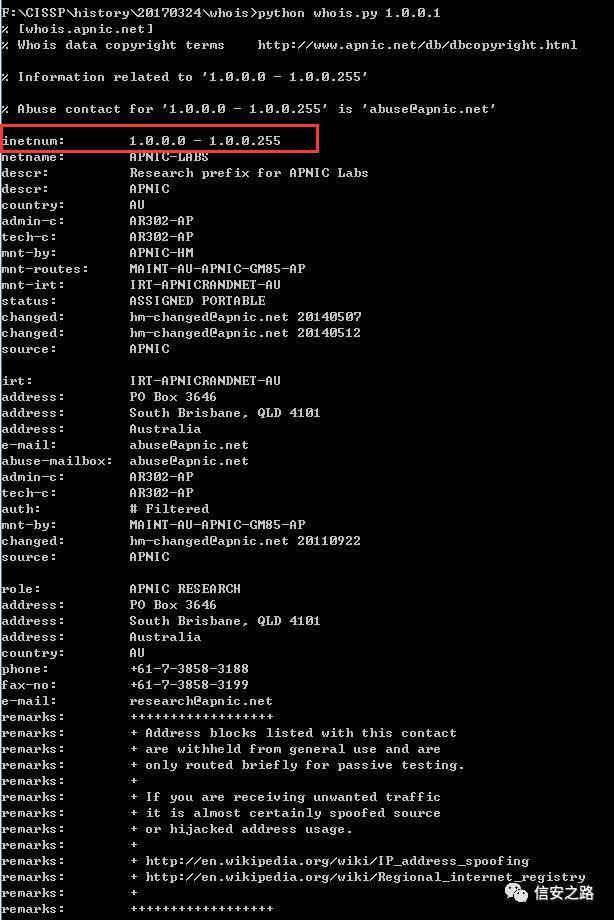 F:\CISSP\history\20170324\whois>python whois.py 1.0.0.1
% [whois.apnic.net]
% Whois data copyright terms    http://www.apnic.net/db/dbcopyright.html
% Information related to '1.0.0.0 - 1.0.0.255'
% Abuse contact for '1.0.0.0 - 1.0.0.255' is 'abuse@apnic.net'
inetnum:        1.0.0.0 - 1.0.0.255
netname:        APNIC-LABS
descr:          Research prefix for APNIC Labs
descr:          APNIC
country:        AU
admin-c:        AR302-AP
tech-c:         AR302-AP
mnt-by:         APNIC-HM
mnt-routes:     MAINT-AU-APNIC-GM85-AP
mnt-irt:        IRT-APNICRANDNET-AU
status:         ASSIGNED PORTABLE
changed:        hm-changed@apnic.net 20140507
changed:        hm-changed@apnic.net 20140512
source:         APNIC
irt:            IRT-APNICRANDNET-AU
address:        PO Box 3646
address:        South Brisbane, QLD 4101
address:        Australia
e-mail:         abuse@apnic.net
abuse-mailbox:  abuse@apnic.net
admin-c:        AR302-AP
tech-c:         AR302-AP
auth:           # Filtered
mnt-by:         MAINT-AU-APNIC-GM85-AP
changed:        hm-changed@apnic.net 20110922
source:         APNIC
role:           APNIC RESEARCH
address:        PO Box 3646
address:        South Brisbane, QLD 4101
address:        Australia
country:        AU
phone:          +61-7-3858-3188
fax-no:         +61-7-3858-3199
e-mail:         research@apnic.net
remarks:        ++++++++++++++++++
remarks:        + Address blocks listed with this contact
remarks:        + are withheld from general use and are
remarks:        + only routed briefly for passive testing.
remarks:        +
remarks:        + If you are receiving unwanted traffic
remarks:        + it is almost certainly spoofed source
remarks:        + or hijacked address usage.
remarks:        +
remarks:        + http://en.wikipedia.org/wiki/IP_address_spoofing
remarks:        + http://en.wikipedia.org/wiki/Regional_internet_registry
remarks:        +
remarks:        ++++++++++++++++++
信安之路